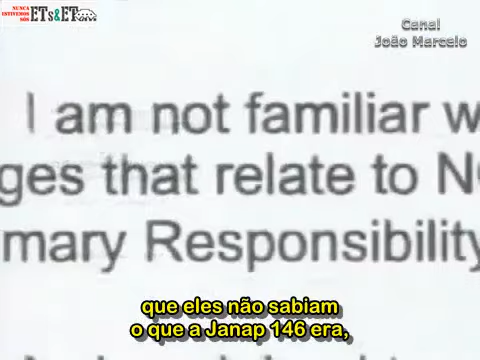 NUNCA
ESTIVEMOS
SÓS
ETs&ETC
Canal
João Marcelo
I am not familiar w
ges that relate to N
mary Responsibility
que eles não sabiam
o que a Janap 146 era,